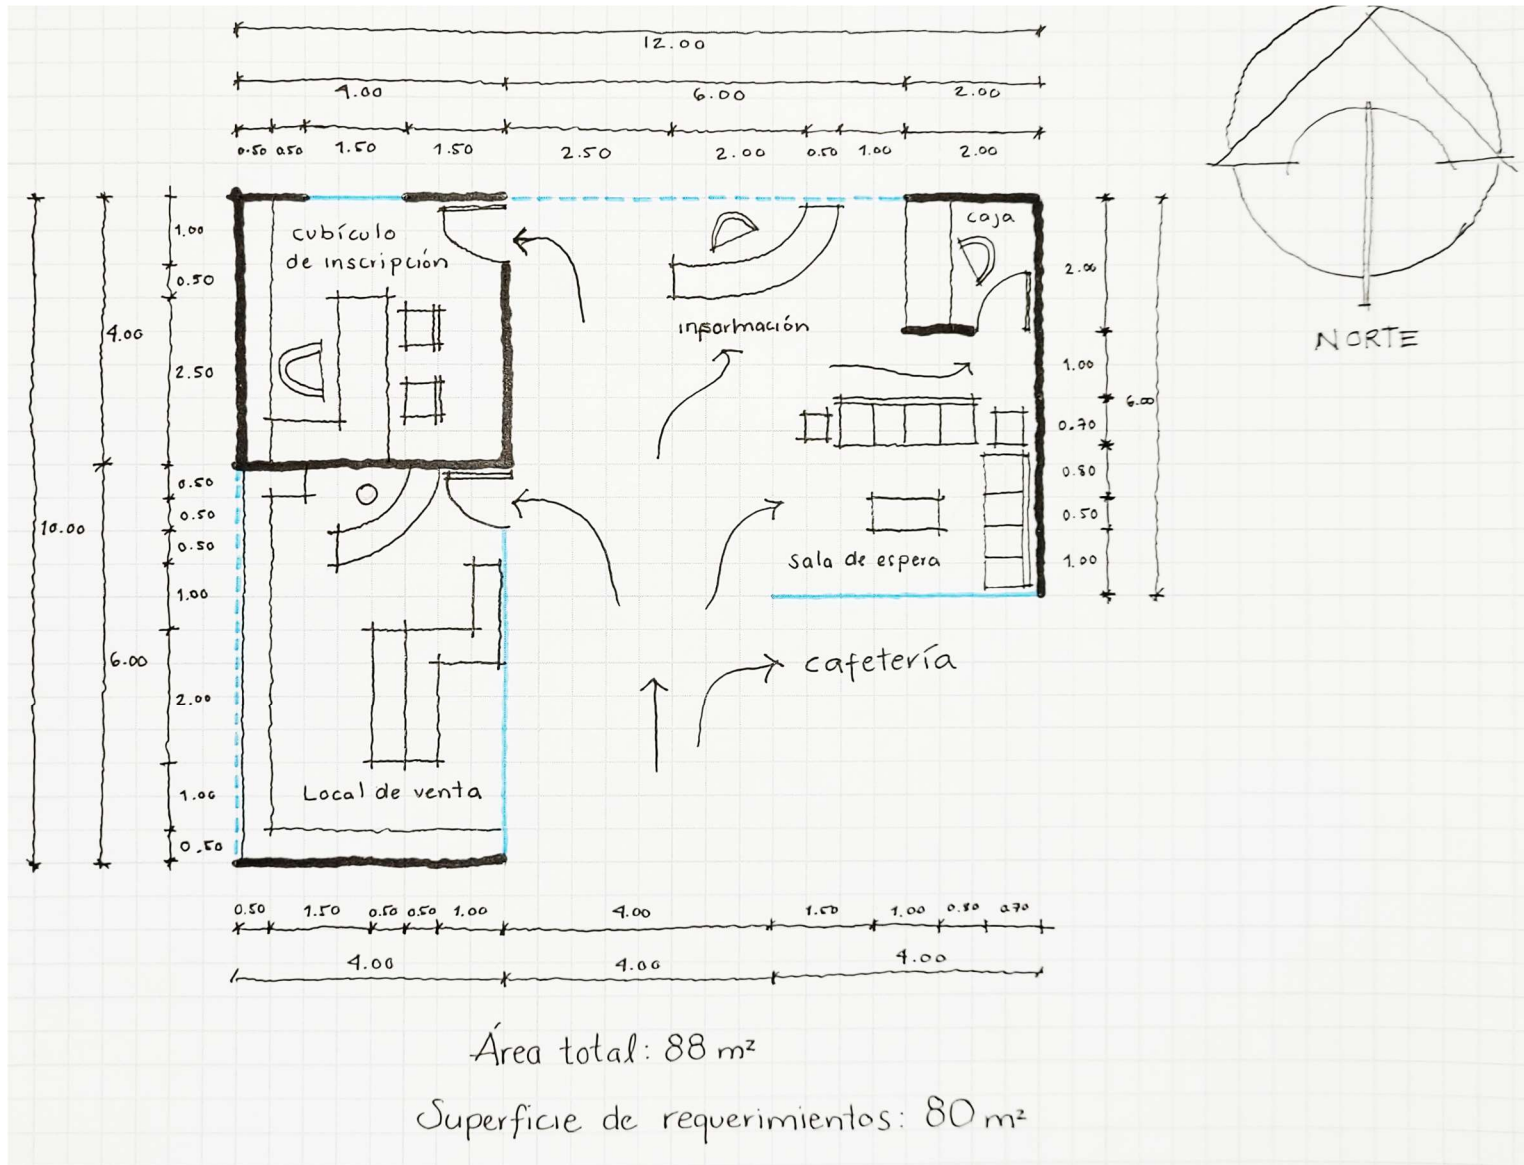 12.00
4.00 6.00 2.00
0.50 0.50 1.50 1.50 2.50 2.00 0.50 1.00 2.00
caja
cubículo
de inscripción
información
NORTE
1.00
0.50
4.00
2.50
2.00
1.00
6.00
0.70
0.80
0.50
1.00
0.50
0.50
0.50
10.00
1.00
6.00
2.00
1.00
0.50
sala de espera
cafetería
Local de venta
0.50 1.50 0.50 0.50 1.00 4.00 1.50 1.00 0.80 0.70
4.00 4.00 4.00
Área total: 88 m²
Superficie de requerimientos: 80 m²